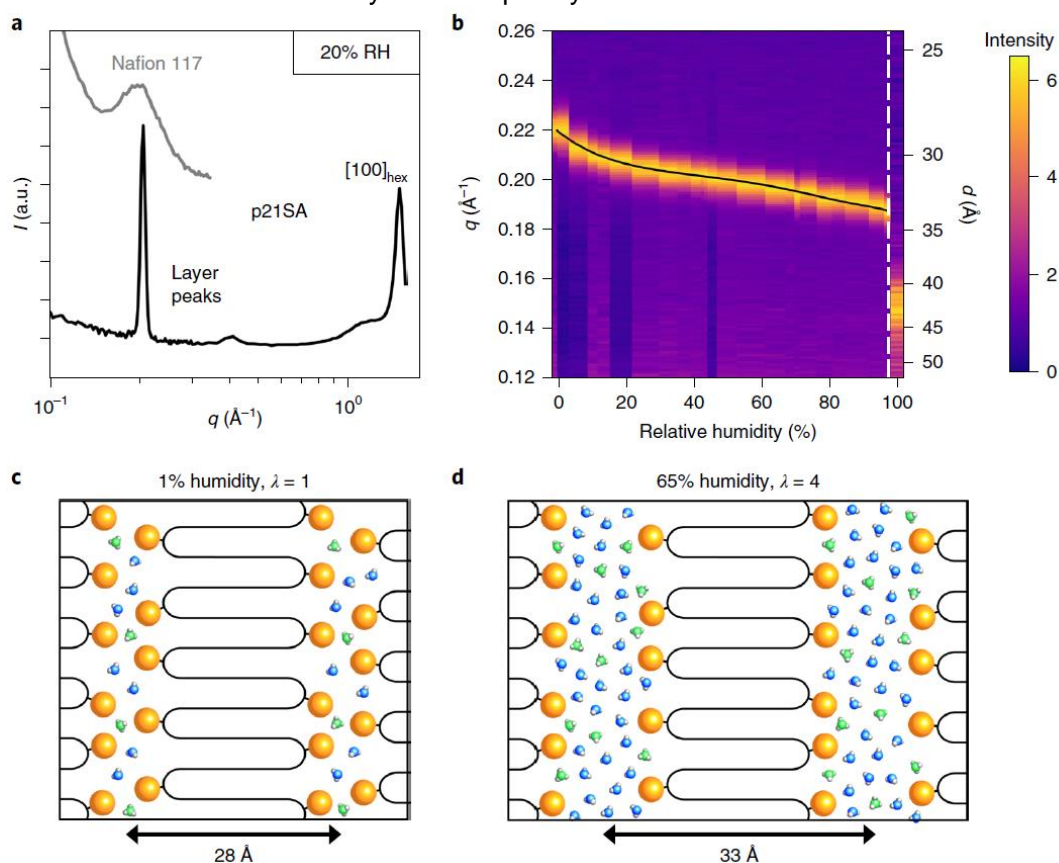 a
20% RH
Nafion 117
[100]hex
p21SA
Layer
peaks
I (a.u.)
10−1
100
q (Å−1)
b
0.26
0.24
0.22
0.20
0.18
0.16
0.14
0.12
q (Å−1)
0
20
40
60
80
100
Relative humidity (%)
25
30
35
40
45
50
d (Å)
Intensity
6
4
2
0
c
1% humidity, λ = 1
28 Å
d
65% humidity, λ = 4
33 Å